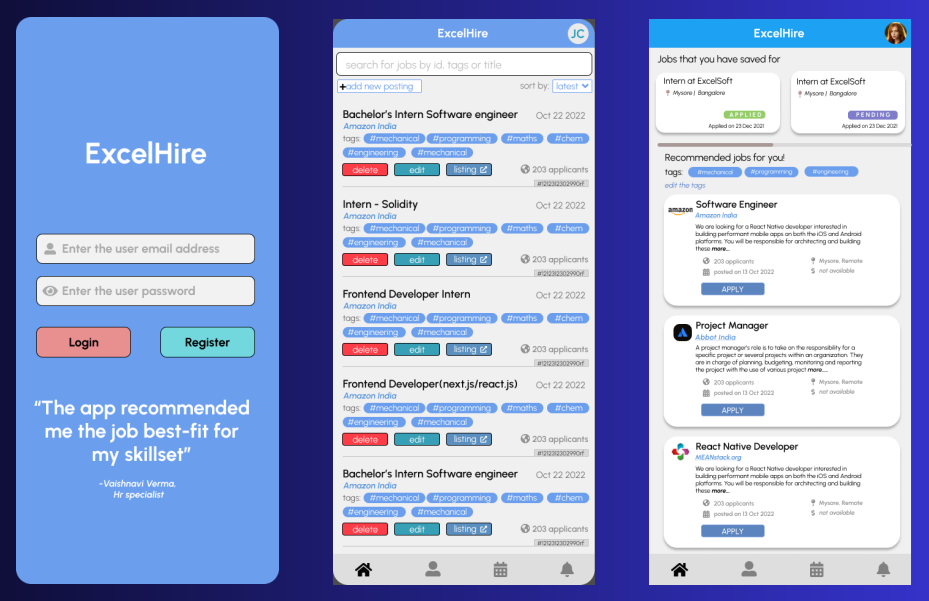 ExcelHire
Enter the user email address
Enter the user password
Login Register
“The app recommended
me the job best-fit for
my skillset”
-Vaishnavi Verma,
Hr specialist
ExcelHire JC
search for jobs by id, tags or title
+add new posting sort by: latest
Bachelor's Intern Software engineer Oct 22 2022
Amazon India
tags: #mechanical #programming #maths #chem
#engineering #mechanical
delete edit listing 203 applicants
#1212312302990rf
Intern - Solidity Oct 22 2022
Amazon India
tags: #mechanical #programming #maths #chem
#engineering #mechanical
delete edit listing 203 applicants
#1212312302990rf
Frontend Developer Intern Oct 22 2022
Amazon India
tags: #mechanical #programming #maths #chem
#engineering #mechanical
delete edit listing 203 applicants
#1212312302990rf
Frontend Developer(next.js/react.js) Oct 22 2022
Amazon India
tags: #mechanical #programming #maths #chem
#engineering #mechanical
delete edit listing 203 applicants
#1212312302990rf
Bachelor's Intern Software engineer Oct 22 2022
Amazon India
tags: #mechanical #programming #maths #chem
#engineering #mechanical
delete edit listing 203 applicants
#1212312302990rf
ExcelHire
Jobs that you have saved for
Intern at ExcelSoft
Mysore | Bangalore
APPLIED
Applied on 23 Dec 2021
Intern at ExcelSoft
Mysore | Bangalore
PENDING
Applied on 23 Dec 2021
Recommended jobs for you!
tags: #mechanical #programming #engineering
edit the tags
amazon Software Engineer
Amazon India
We are looking for a React Native developer interested in
building performant mobile apps on both the iOS and Android
platforms. You will be responsible for architecting and building
these more...
203 applicants Mysore, Remote
posted on 13 Oct 2022 $ not available
APPLY
Project Manager
Abbot India
A project manager's role is to take on the responsibility for a
specific project or several projects within an organization. They
are in charge of planning, budgeting, monitoring and reporting
the project with the use of various project more....
203 applicants Mysore, Remote
posted on 13 Oct 2022 $ not available
APPLY
React Native Developer
MEANstack.org
We are looking for a React Native developer interested in
building performant mobile apps on both the iOS and Android
platforms. You will be responsible for architecting and building
these more...
203 applicants Mysore, Remote
posted on 13 Oct 2022 $ not available
APPLY